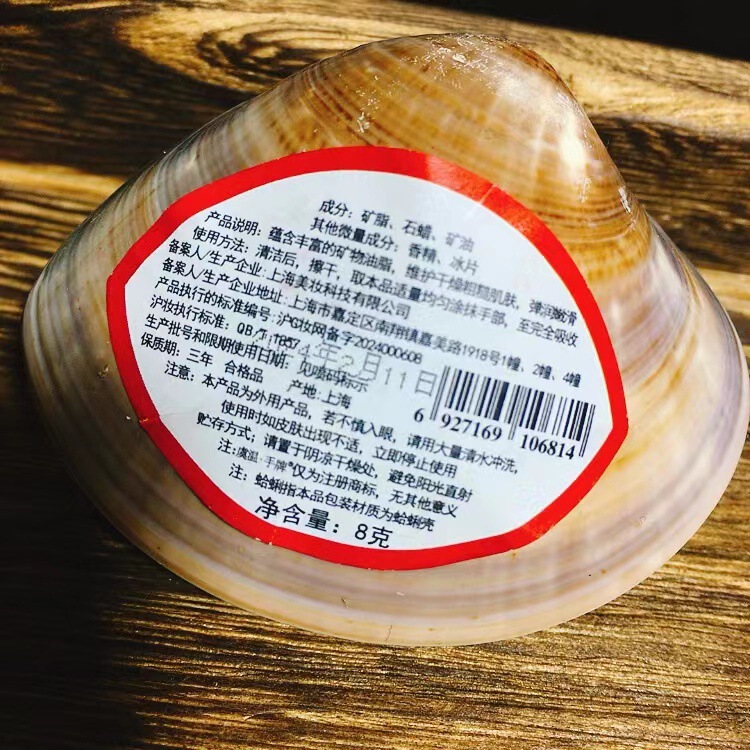 成分：矿脂、石蜡、矿油
其他微量成分：香精、冰片
产品说明：蕴含丰富的矿物油脂，维护干燥粗糙肌肤，弹润嫩滑
使用方法：清洁后，擦干，取本品适量均匀涂抹手部，至完全吸收
备案人/生产企业：上海美妆科技有限公司
备案人/生产企业地址：上海市嘉定区南翔镇嘉美路1918号1幢、2幢、4幢
产品执行的标准编号：沪G妆网备字2024000608
沪妆执行标准：QB/T
生产批号和限期使用日期：见喷码标示
年2月11日
保质期：三年 合格品 产地：上海
6 927169 106814
注意：本产品为外用产品，若不慎入眼，请用大量清水冲洗，
使用时如皮肤出现不适，立即停止使用
贮存方式；请置于阴凉干燥处，避免阳光直射
注：手牌®仅为注册商标，无其他意义
注：蛤蜊指本品包装材质为蛤蜊壳
净含量：8克